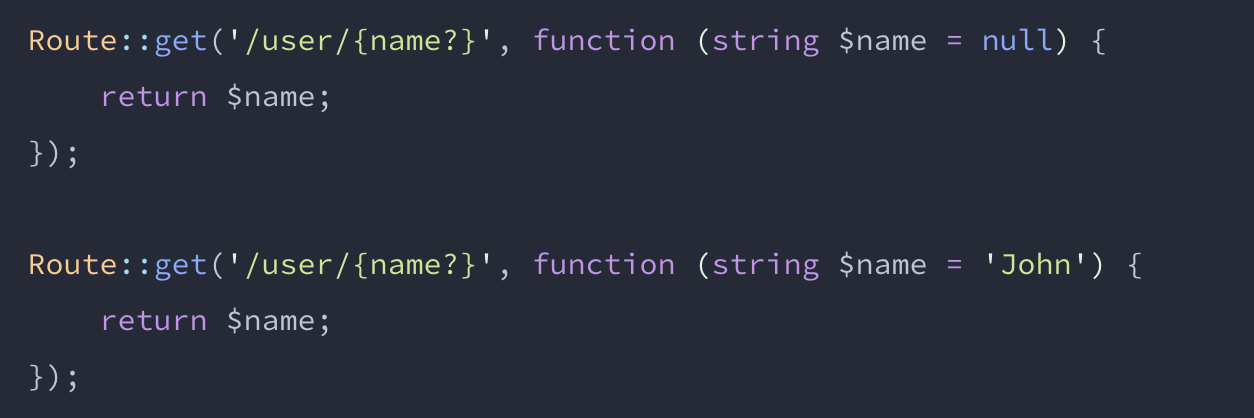 Route::get('/user/{name?}', function (string $name = null) {
    return $name;
});

Route::get('/user/{name?}', function (string $name = 'John') {
    return $name;
});